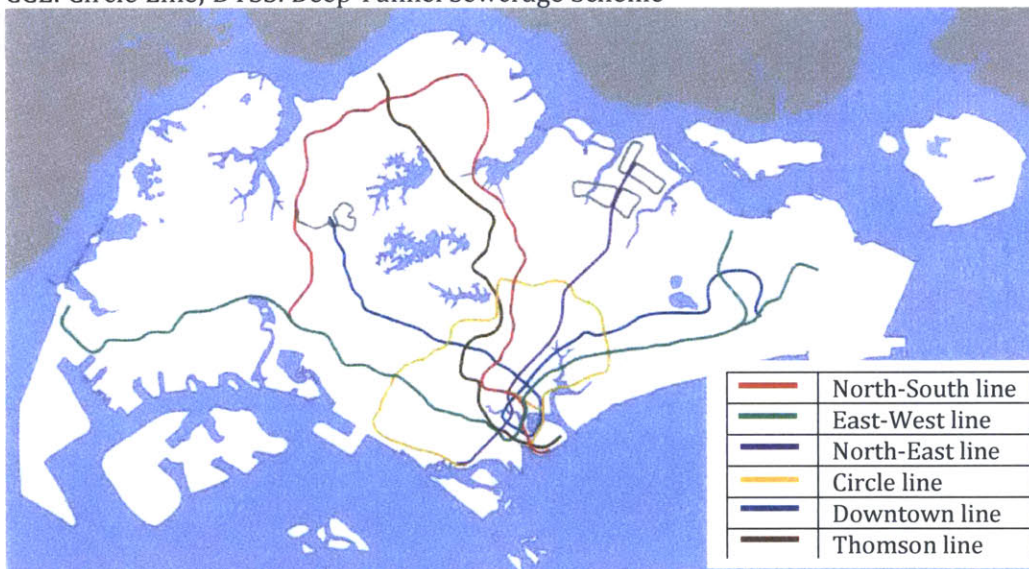 CCL: Circle Line; DTSS: Deep Tunnel Sewerage Scheme
North-South line
East-West line
North-East line
Circle line
Downtown line
Thomson line